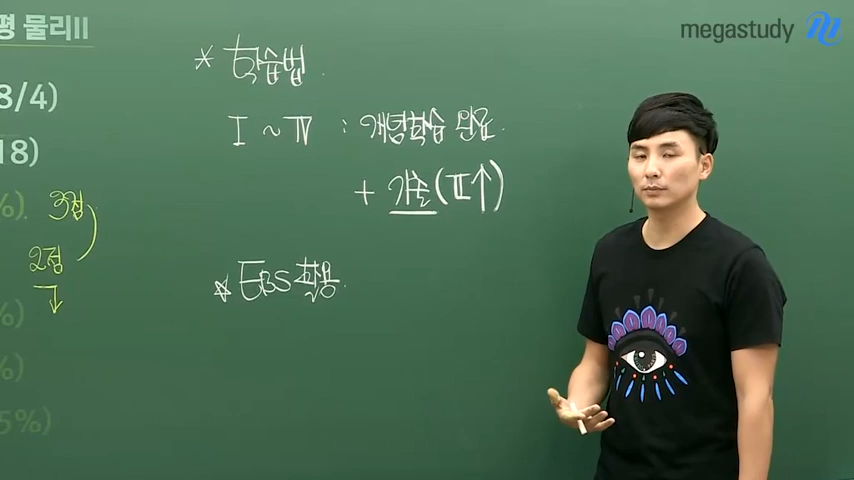 평 물리II
megastudy
* 학습법.
8/4)
I ~ IV : 개념학습 완료.
18)
+ 기출(II↑)
%). 3점
2점
↓
* EBS 활용.
%)
%)
5%)